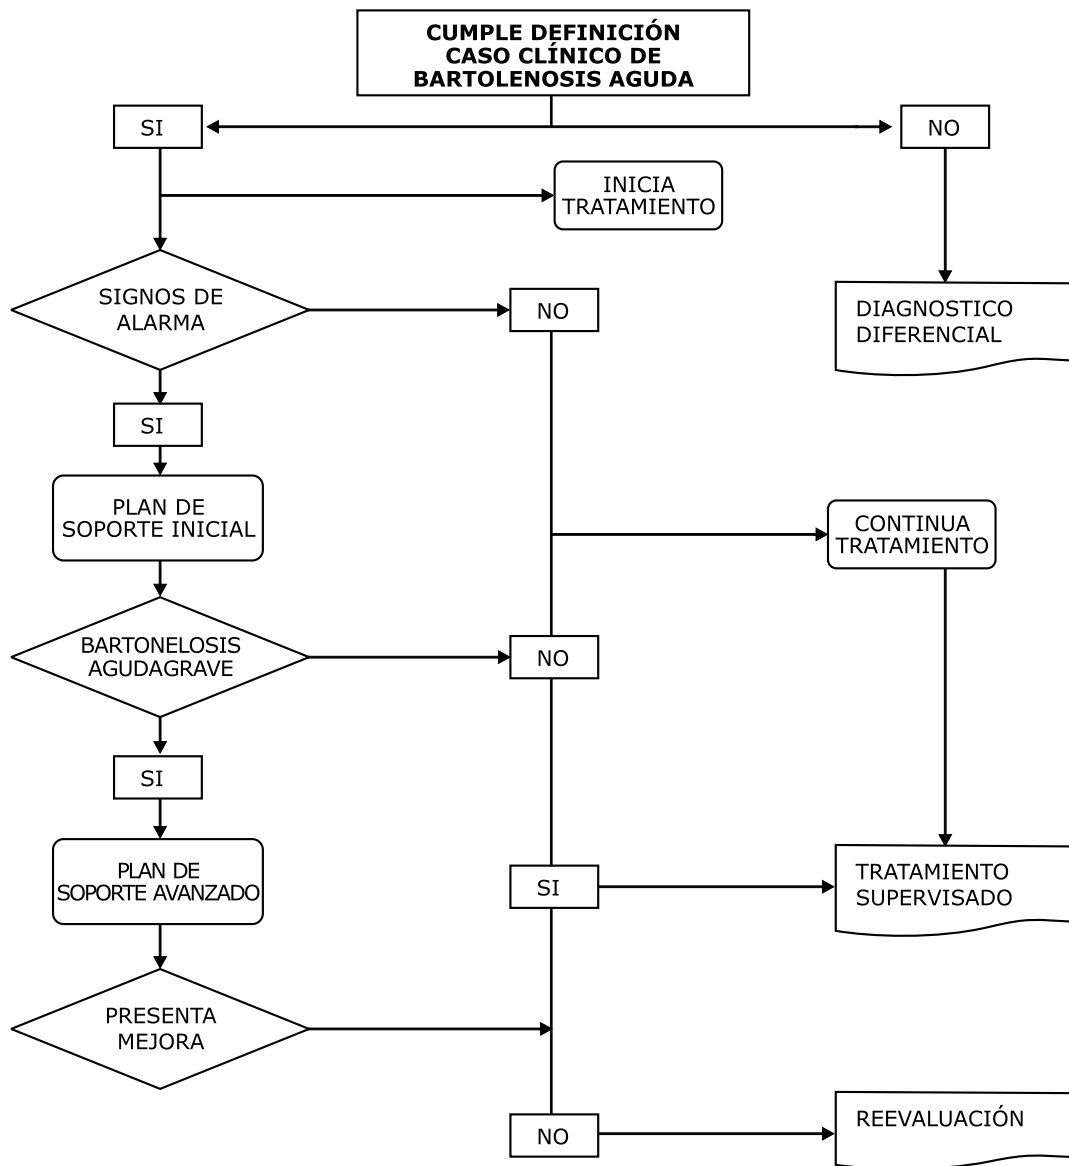 CUMPLE DEFINICIÓN
CASO CLÍNICO DE
BARTOLENOSIS AGUDA
SI
NO
INICIA
TRATAMIENTO
SIGNOS DE
ALARMA
NO
DIAGNOSTICO
DIFERENCIAL
SI
PLAN DE
SOPORTE INICIAL
CONTINUA
TRATAMIENTO
BARTONELOSIS
AGUDAGRAVE
NO
SI
PLAN DE
SOPORTE AVANZADO
SI
TRATAMIENTO
SUPERVISADO
PRESENTA
MEJORA
NO
REEVALUACIÓN